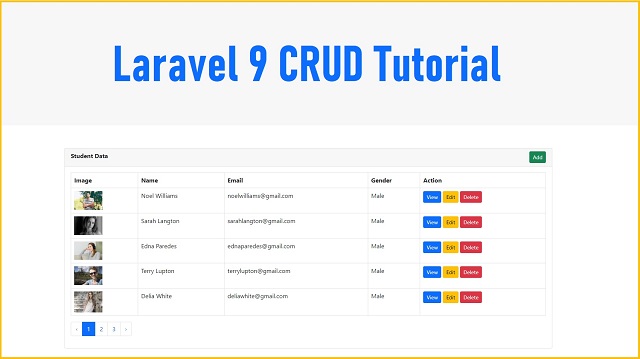 Laravel 9 CRUD Tutorial
Student Data Add
Image Name Email Gender Action
Noel Williams noelwilliams@gmail.com Male View Edit Delete
Sarah Langton sarahlangton@gmail.com Male View Edit Delete
Edna Paredes ednaparedes@gmail.com Male View Edit Delete
Terry Lupton terrylupton@gmail.com Male View Edit Delete
Delia White deliawhite@gmail.com Male View Edit Delete
‹ 1 2 3 ›